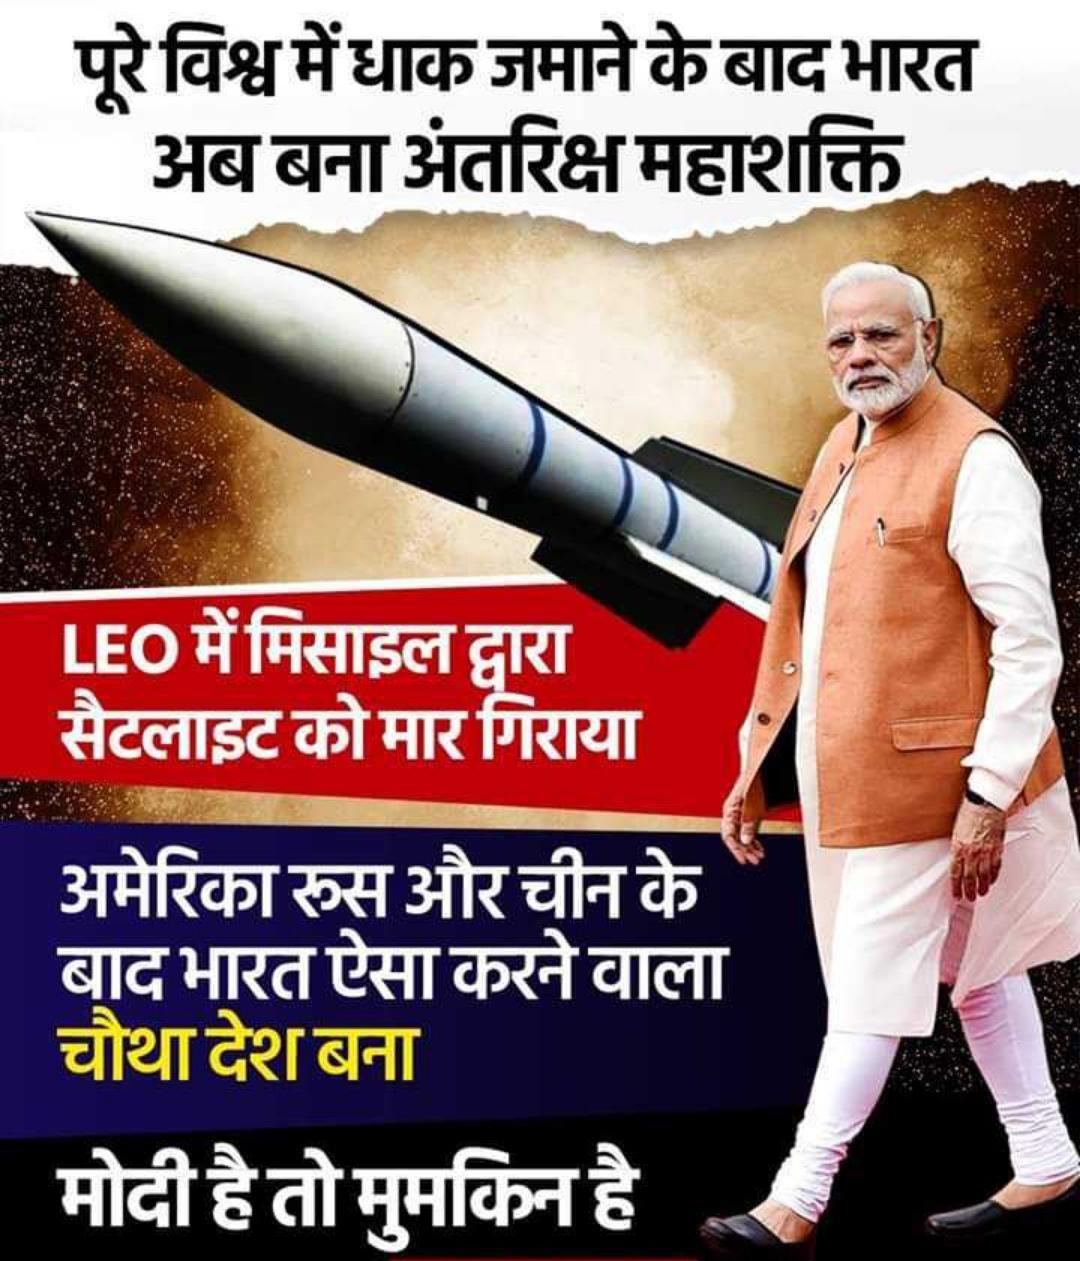 पूरे विश्व में धाक जमाने के बाद भारत
अब बना अंतरिक्ष महाशक्ति
LEO में मिसाइल द्वारा
सैटलाइट को मार गिराया
अमेरिका रूस और चीन के
बाद भारत ऐसा करने वाला
चौथा देश बना
मोदी है तो मुमकिन है